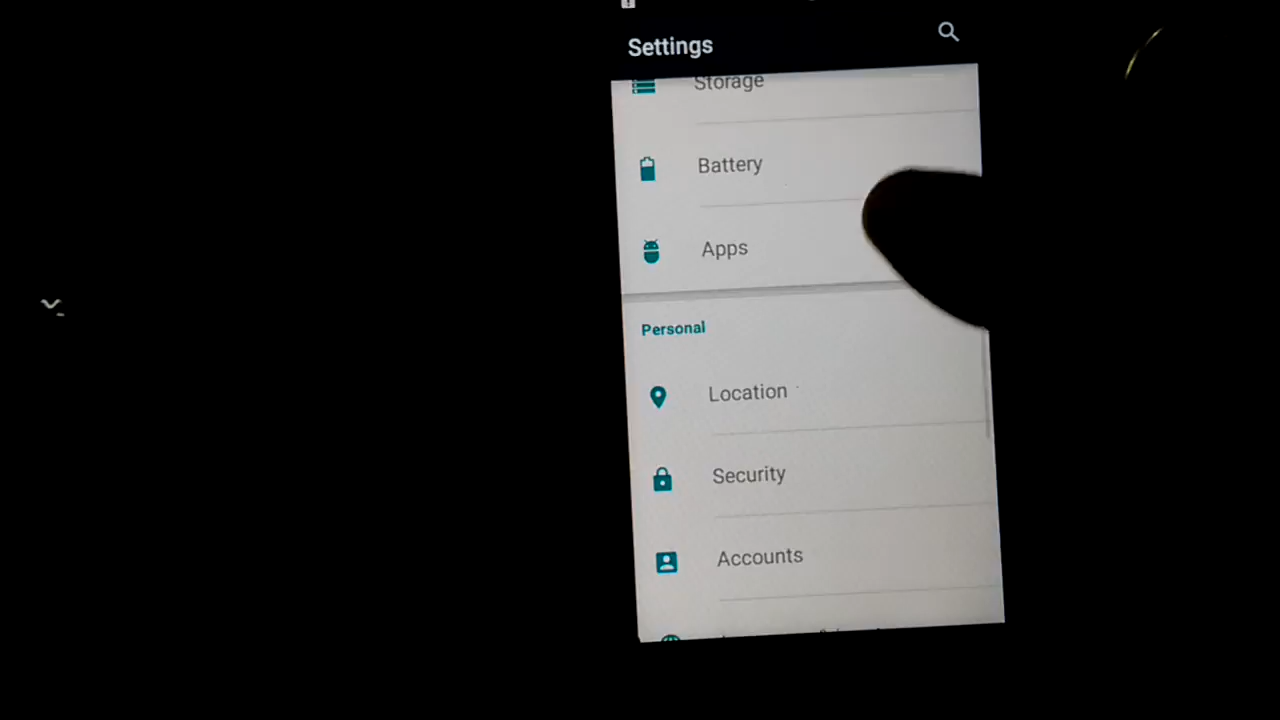 Settings
Storage
Battery
Apps
Personal
Location
Security
Accounts